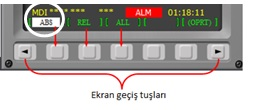 MDI **** *** *** ALM 01:18:11
[ ABS ][ REL ][ ALL ][ ][ (OPRT) ]
Ekran geçiş tuşları